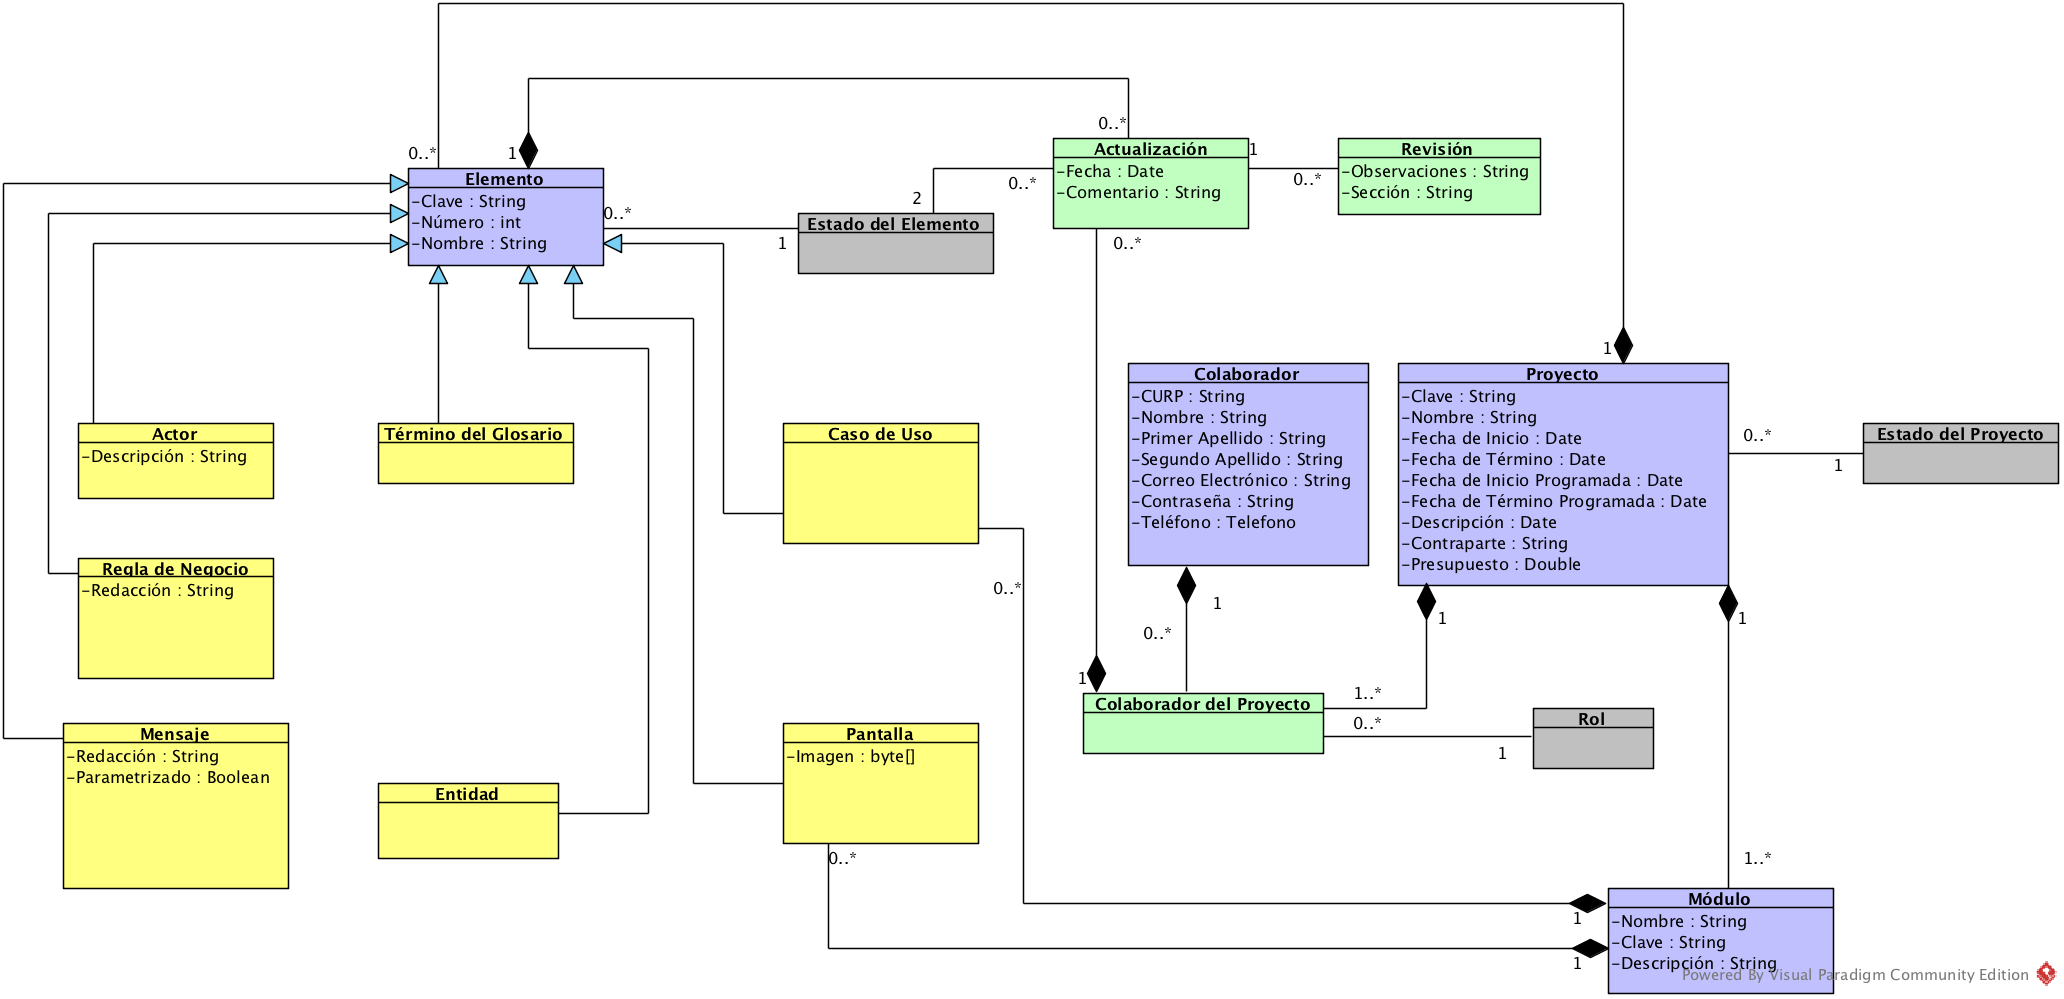 0..*
1
Elemento
-Clave : String
-Número : int
-Nombre : String
0..*
1
Estado del Elemento
2
0..*
0..*
Actualización
-Fecha : Date
-Comentario : String
0..*
1
0..*
Revisión
-Observaciones : String
-Sección : String
Actor
-Descripción : String
Término del Glosario
Caso de Uso
0..*
Colaborador
-CURP : String
-Nombre : String
-Primer Apellido : String
-Segundo Apellido : String
-Correo Electrónico : String
-Contraseña : String
-Teléfono : Telefono
1
0..*
1
Proyecto
-Clave : String
-Nombre : String
-Fecha de Inicio : Date
-Fecha de Término : Date
-Fecha de Inicio Programada : Date
-Fecha de Término Programada : Date
-Descripción : Date
-Contraparte : String
-Presupuesto : Double
0..*
1
Estado del Proyecto
1
1
Regla de Negocio
-Redacción : String
Mensaje
-Redacción : String
-Parametrizado : Boolean
Entidad
Pantalla
-Imagen : byte[]
0..*
1
Colaborador del Proyecto
1..*
0..*
1
Rol
1..*
1
1
Módulo
-Nombre : String
-Clave : String
-Descripción : String
Powered By Visual Paradigm Community Edition